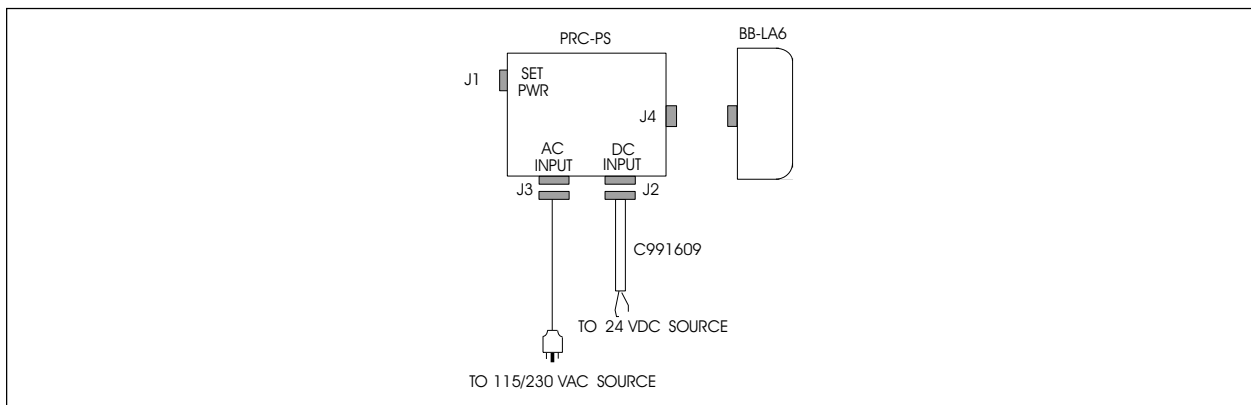 PRC-PS
BB-LA6
J1
SET
PWR
J4
AC
INPUT
DC
INPUT
J3
J2
C991609
TO 24 VDC SOURCE
TO 115/230 VAC SOURCE